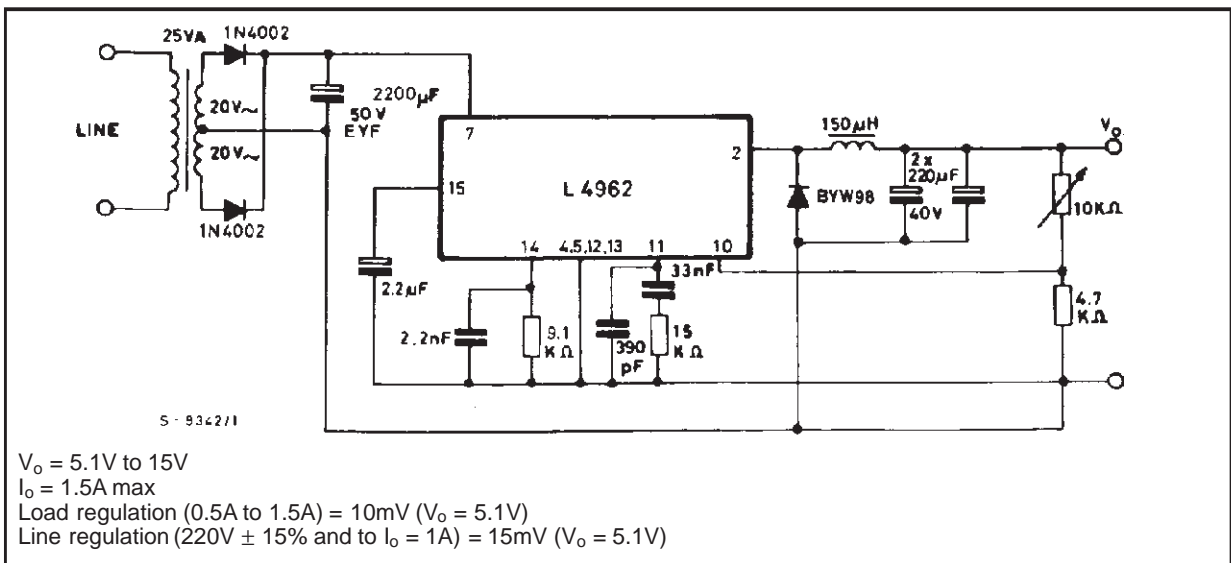 25VA 1N4002
2200µF
50V
EYF
20V~
LINE
20V~
1N4002
7
2
15
L 4962
14 4,5,12,13 11 10
150µH
Vo
2x
220µF
40V
BYW98
10KΩ
33nF
2.2µF
2.2nF
9.1
KΩ
390
pF
15
KΩ
4.7
KΩ
S - 9342/1
Vo = 5.1V to 15V
Io = 1.5A max
Load regulation (0.5A to 1.5A) = 10mV (Vo = 5.1V)
Line regulation (220V ± 15% and to Io = 1A) = 15mV (Vo = 5.1V)